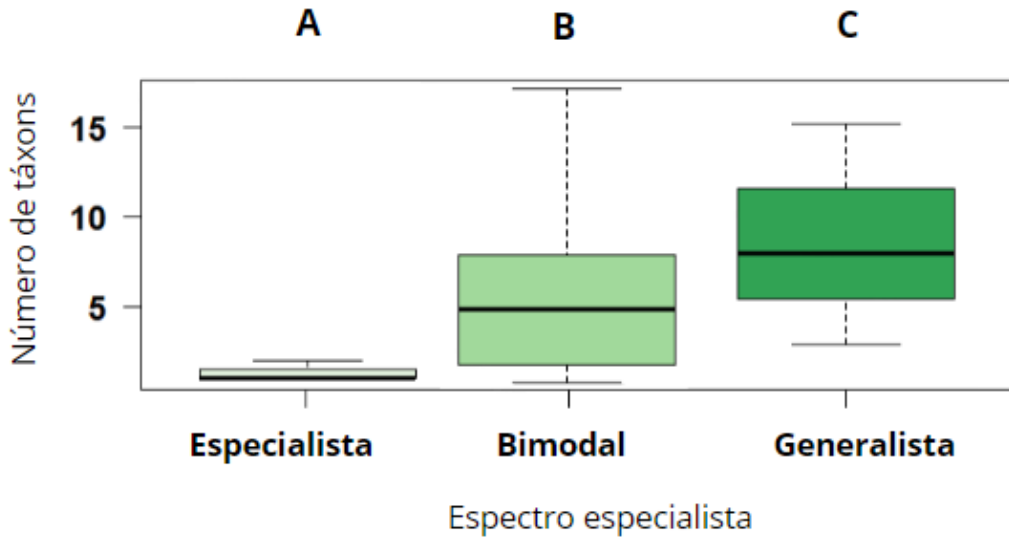 A B C
Número de táxons
15
10
5
Especialista Bimodal Generalista
Espectro especialista